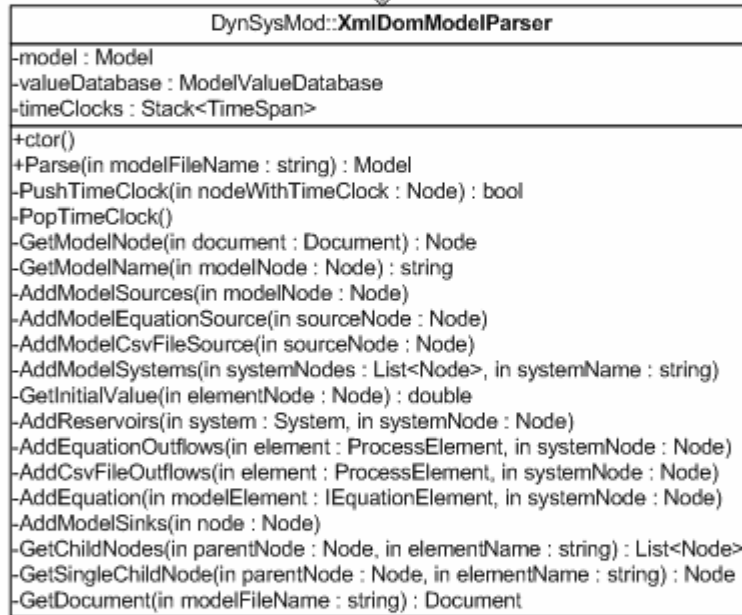 DynSysMod::XmlDomModelParser
-model : Model
-valueDatabase : ModelValueDatabase
-timeClocks : Stack<TimeSpan>
+ctor()
+Parse(in modelFileName : string) : Model
-PushTimeClock(in nodeWithTimeClock : Node) : bool
-PopTimeClock()
-GetModelNode(in document : Document) : Node
-GetModelName(in modelNode : Node) : string
-AddModelSources(in modelNode : Node)
-AddModelEquationSource(in sourceNode : Node)
-AddModelCsvFileSource(in sourceNode : Node)
-AddModelSystems(in systemNodes : List<Node>, in systemName : string)
-GetInitialValue(in elementNode : Node) : double
-AddReservoirs(in system : System, in systemNode : Node)
-AddEquationOutflows(in element : ProcessElement, in systemNode : Node)
-AddCsvFileOutflows(in element : ProcessElement, in systemNode : Node)
-AddEquation(in modelElement : IEquationElement, in systemNode : Node)
-AddModelSinks(in node : Node)
-GetChildNodes(in parentNode : Node, in elementName : string) : List<Node>
-GetSingleChildNode(in parentNode : Node, in elementName : string) : Node
-GetDocument(in modelFileName : string) : Document